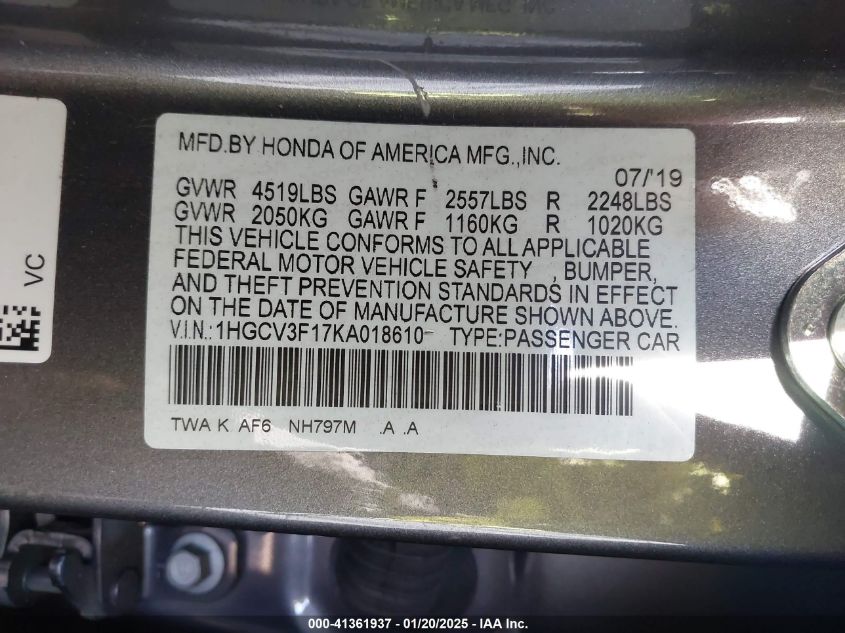 MFD.BY HONDA OF AMERICA MFG.,INC.
07/'19
GVWR 4519LBS GAWR F 2557LBS R 2248LBS
GVWR 2050KG GAWR F 1160KG R 1020KG
THIS VEHICLE CONFORMS TO ALL APPLICABLE
FEDERAL MOTOR VEHICLE SAFETY , BUMPER,
AND THEFT PREVENTION STANDARDS IN EFFECT
ON THE DATE OF MANUFACTURE SHOWN ABOVE.
V.I.N.:1HGCV3F17KA018610- TYPE:PASSENGER CAR
TWA K AF6 NH797M .A .A
VC
000-41361937 - 01/20/2025 - IAA Inc.